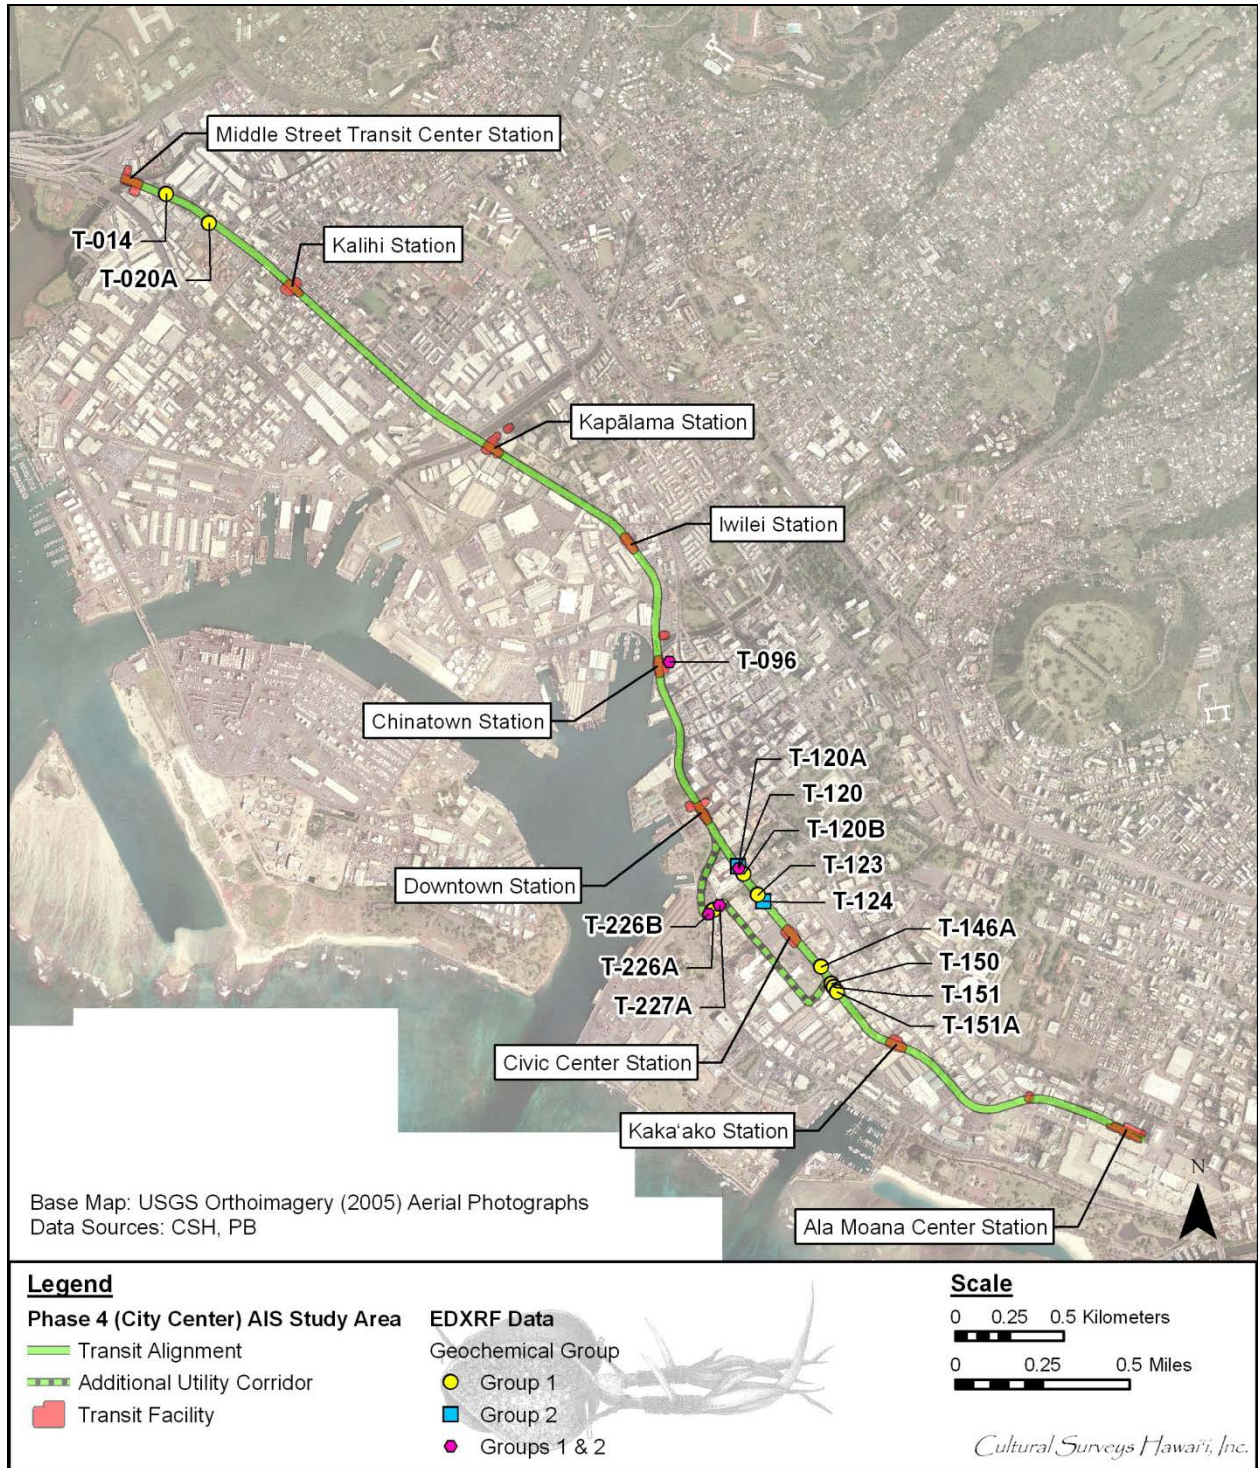 Middle Street Transit Center Station
T-014
Kalihi Station
T-020A
Kapālama Station
Iwilei Station
T-096
Chinatown Station
T-120A
T-120
T-120B
T-123
Downtown Station
T-124
T-226B
T-146A
T-226A
T-150
T-151
T-227A
T-151A
Civic Center Station
Kaka‘ako Station
N
Base Map: USGS Orthoimagery (2005) Aerial Photographs
Data Sources: CSH, PB
Ala Moana Center Station
Legend
Phase 4 (City Center) AIS Study Area
Transit Alignment
Additional Utility Corridor
Transit Facility
EDXRF Data
Geochemical Group
Group 1
Group 2
Groups 1 & 2
Scale
0 0.25 0.5 Kilometers
0 0.25 0.5 Miles
Cultural Surveys Hawai‘i, Inc.